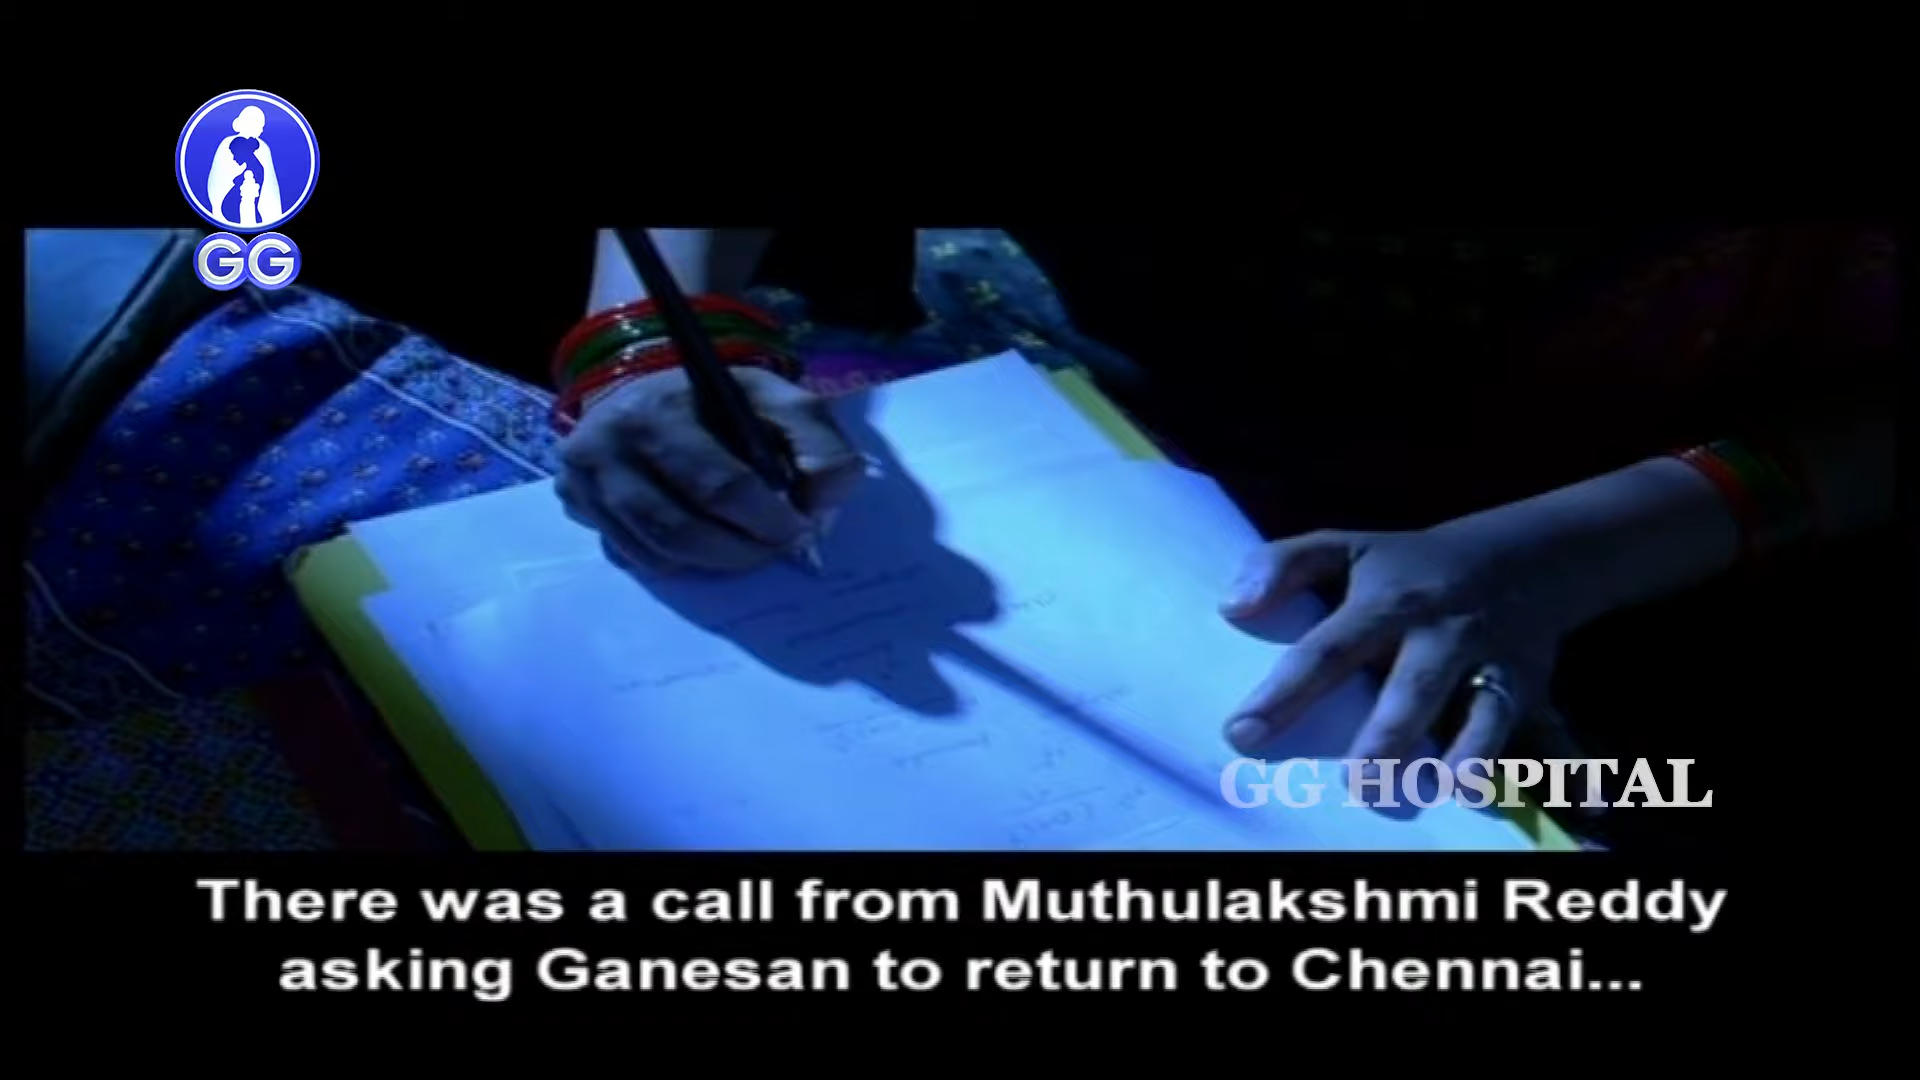 GG
GG HOSPITAL
There was a call from Muthulakshmi Reddy
asking Ganesan to return to Chennai...